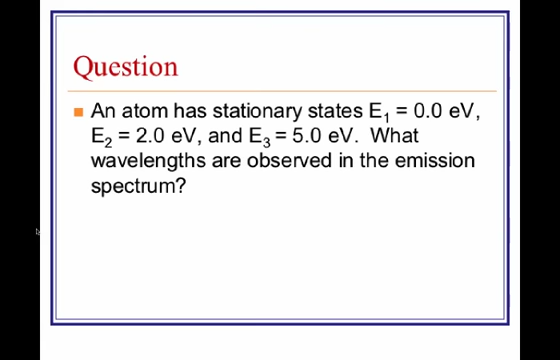 Question
An atom has stationary states E₁ = 0.0 eV,
E₂ = 2.0 eV, and E₃ = 5.0 eV. What
wavelengths are observed in the emission
spectrum?